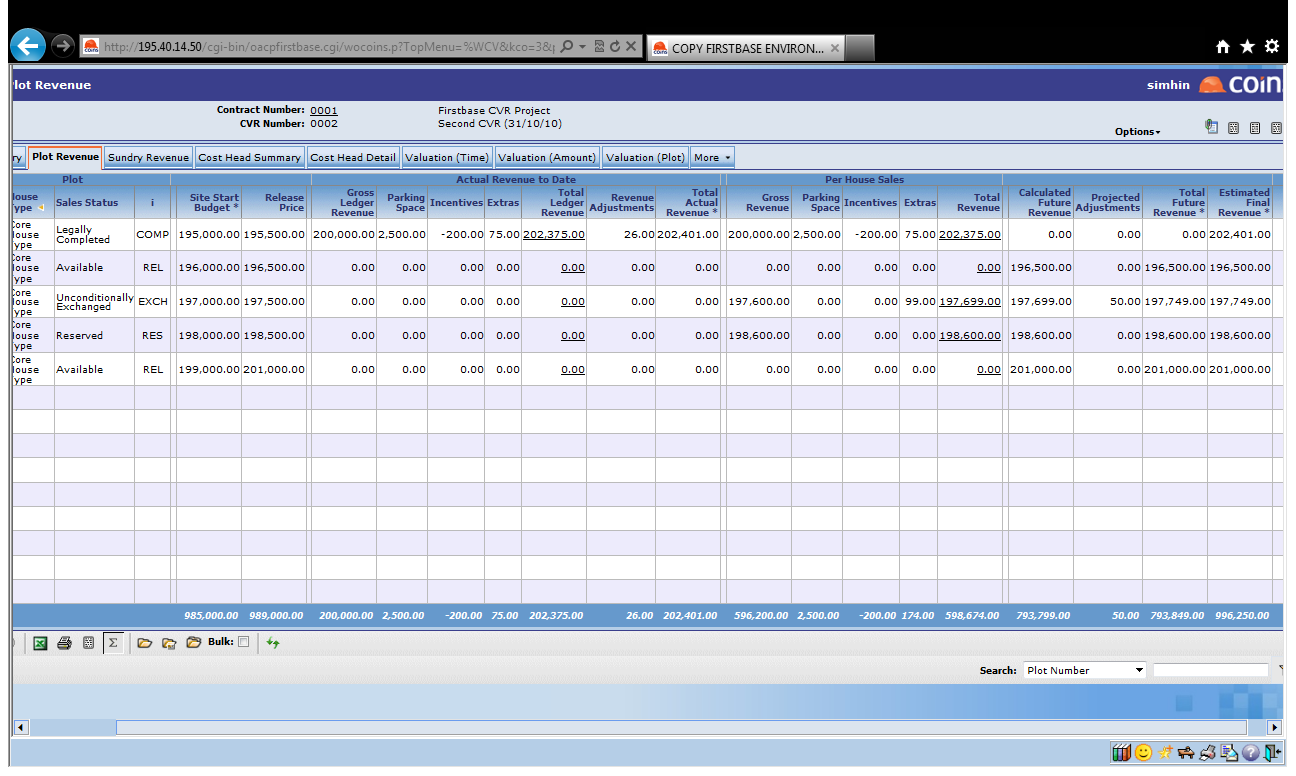 http://195.40.14.50/cgi-bin/oacpfirstbase.cgi/wocoins.p?TopMenu=%WCV&kco=3&
COPY FIRSTBASE ENVIRON...
lot Revenue
simhin coins
Contract Number: 0001 Firstbase CVR Project
CVR Number: 0002 Second CVR (31/10/10)
Options
ry Plot Revenue Sundry Revenue Cost Head Summary Cost Head Detail Valuation (Time) Valuation (Amount) Valuation (Plot) More
Plot Actual Revenue to Date Per House Sales
ouse ype Sales Status i Site Start Budget * Release Price Gross Ledger Revenue Parking Space Incentives Extras Total Ledger Revenue Revenue Adjustments Total Actual Revenue * Gross Revenue Parking Space Incentives Extras Total Revenue Calculated Future Revenue Projected Adjustments Total Future Revenue * Estimated Final Revenue *
ore ouse ype Legally Completed COMP 195,000.00 195,500.00 200,000.00 2,500.00 -200.00 75.00 202,375.00 26.00 202,401.00 200,000.00 2,500.00 -200.00 75.00 202,375.00 0.00 0.00 0.00 202,401.00
ore ouse ype Available REL 196,000.00 196,500.00 0.00 0.00 0.00 0.00 0.00 0.00 0.00 0.00 0.00 0.00 0.00 0.00 196,500.00 0.00 196,500.00 196,500.00
ore ouse ype Unconditionally Exchanged EXCH 197,000.00 197,500.00 0.00 0.00 0.00 0.00 0.00 0.00 0.00 197,600.00 0.00 0.00 99.00 197,699.00 197,699.00 50.00 197,749.00 197,749.00
ore ouse ype Reserved RES 198,000.00 198,500.00 0.00 0.00 0.00 0.00 0.00 0.00 0.00 198,600.00 0.00 0.00 0.00 198,600.00 198,600.00 0.00 198,600.00 198,600.00
ore ouse ype Available REL 199,000.00 201,000.00 0.00 0.00 0.00 0.00 0.00 0.00 0.00 0.00 0.00 0.00 0.00 0.00 201,000.00 0.00 201,000.00 201,000.00
985,000.00 989,000.00 200,000.00 2,500.00 -200.00 75.00 202,375.00 26.00 202,401.00 596,200.00 2,500.00 -200.00 174.00 598,674.00 793,799.00 50.00 793,849.00 996,250.00
Σ Bulk:
Search: Plot Number